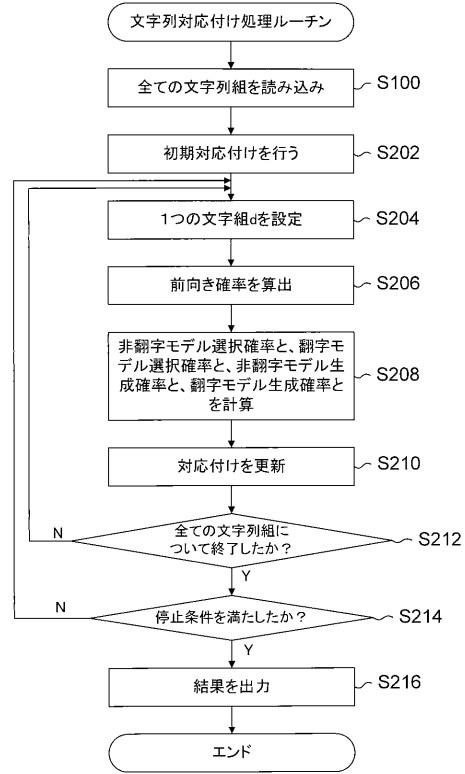 文字列対応付け処理ルーチン
全ての文字列組を読み込み
S100
初期対応付けを行う
S202
1つの文字組dを設定
S204
前向き確率を算出
S206
非翻字モデル選択確率と、翻字モ
デル選択確率と、非翻字モデル生
成確率と、翻字モデル生成確率と
を計算
S208
対応付けを更新
S210
全ての文字列組に
ついて終了したか？
S212
N
Y
停止条件を満たしたか？
S214
N
Y
結果を出力
S216
エンド